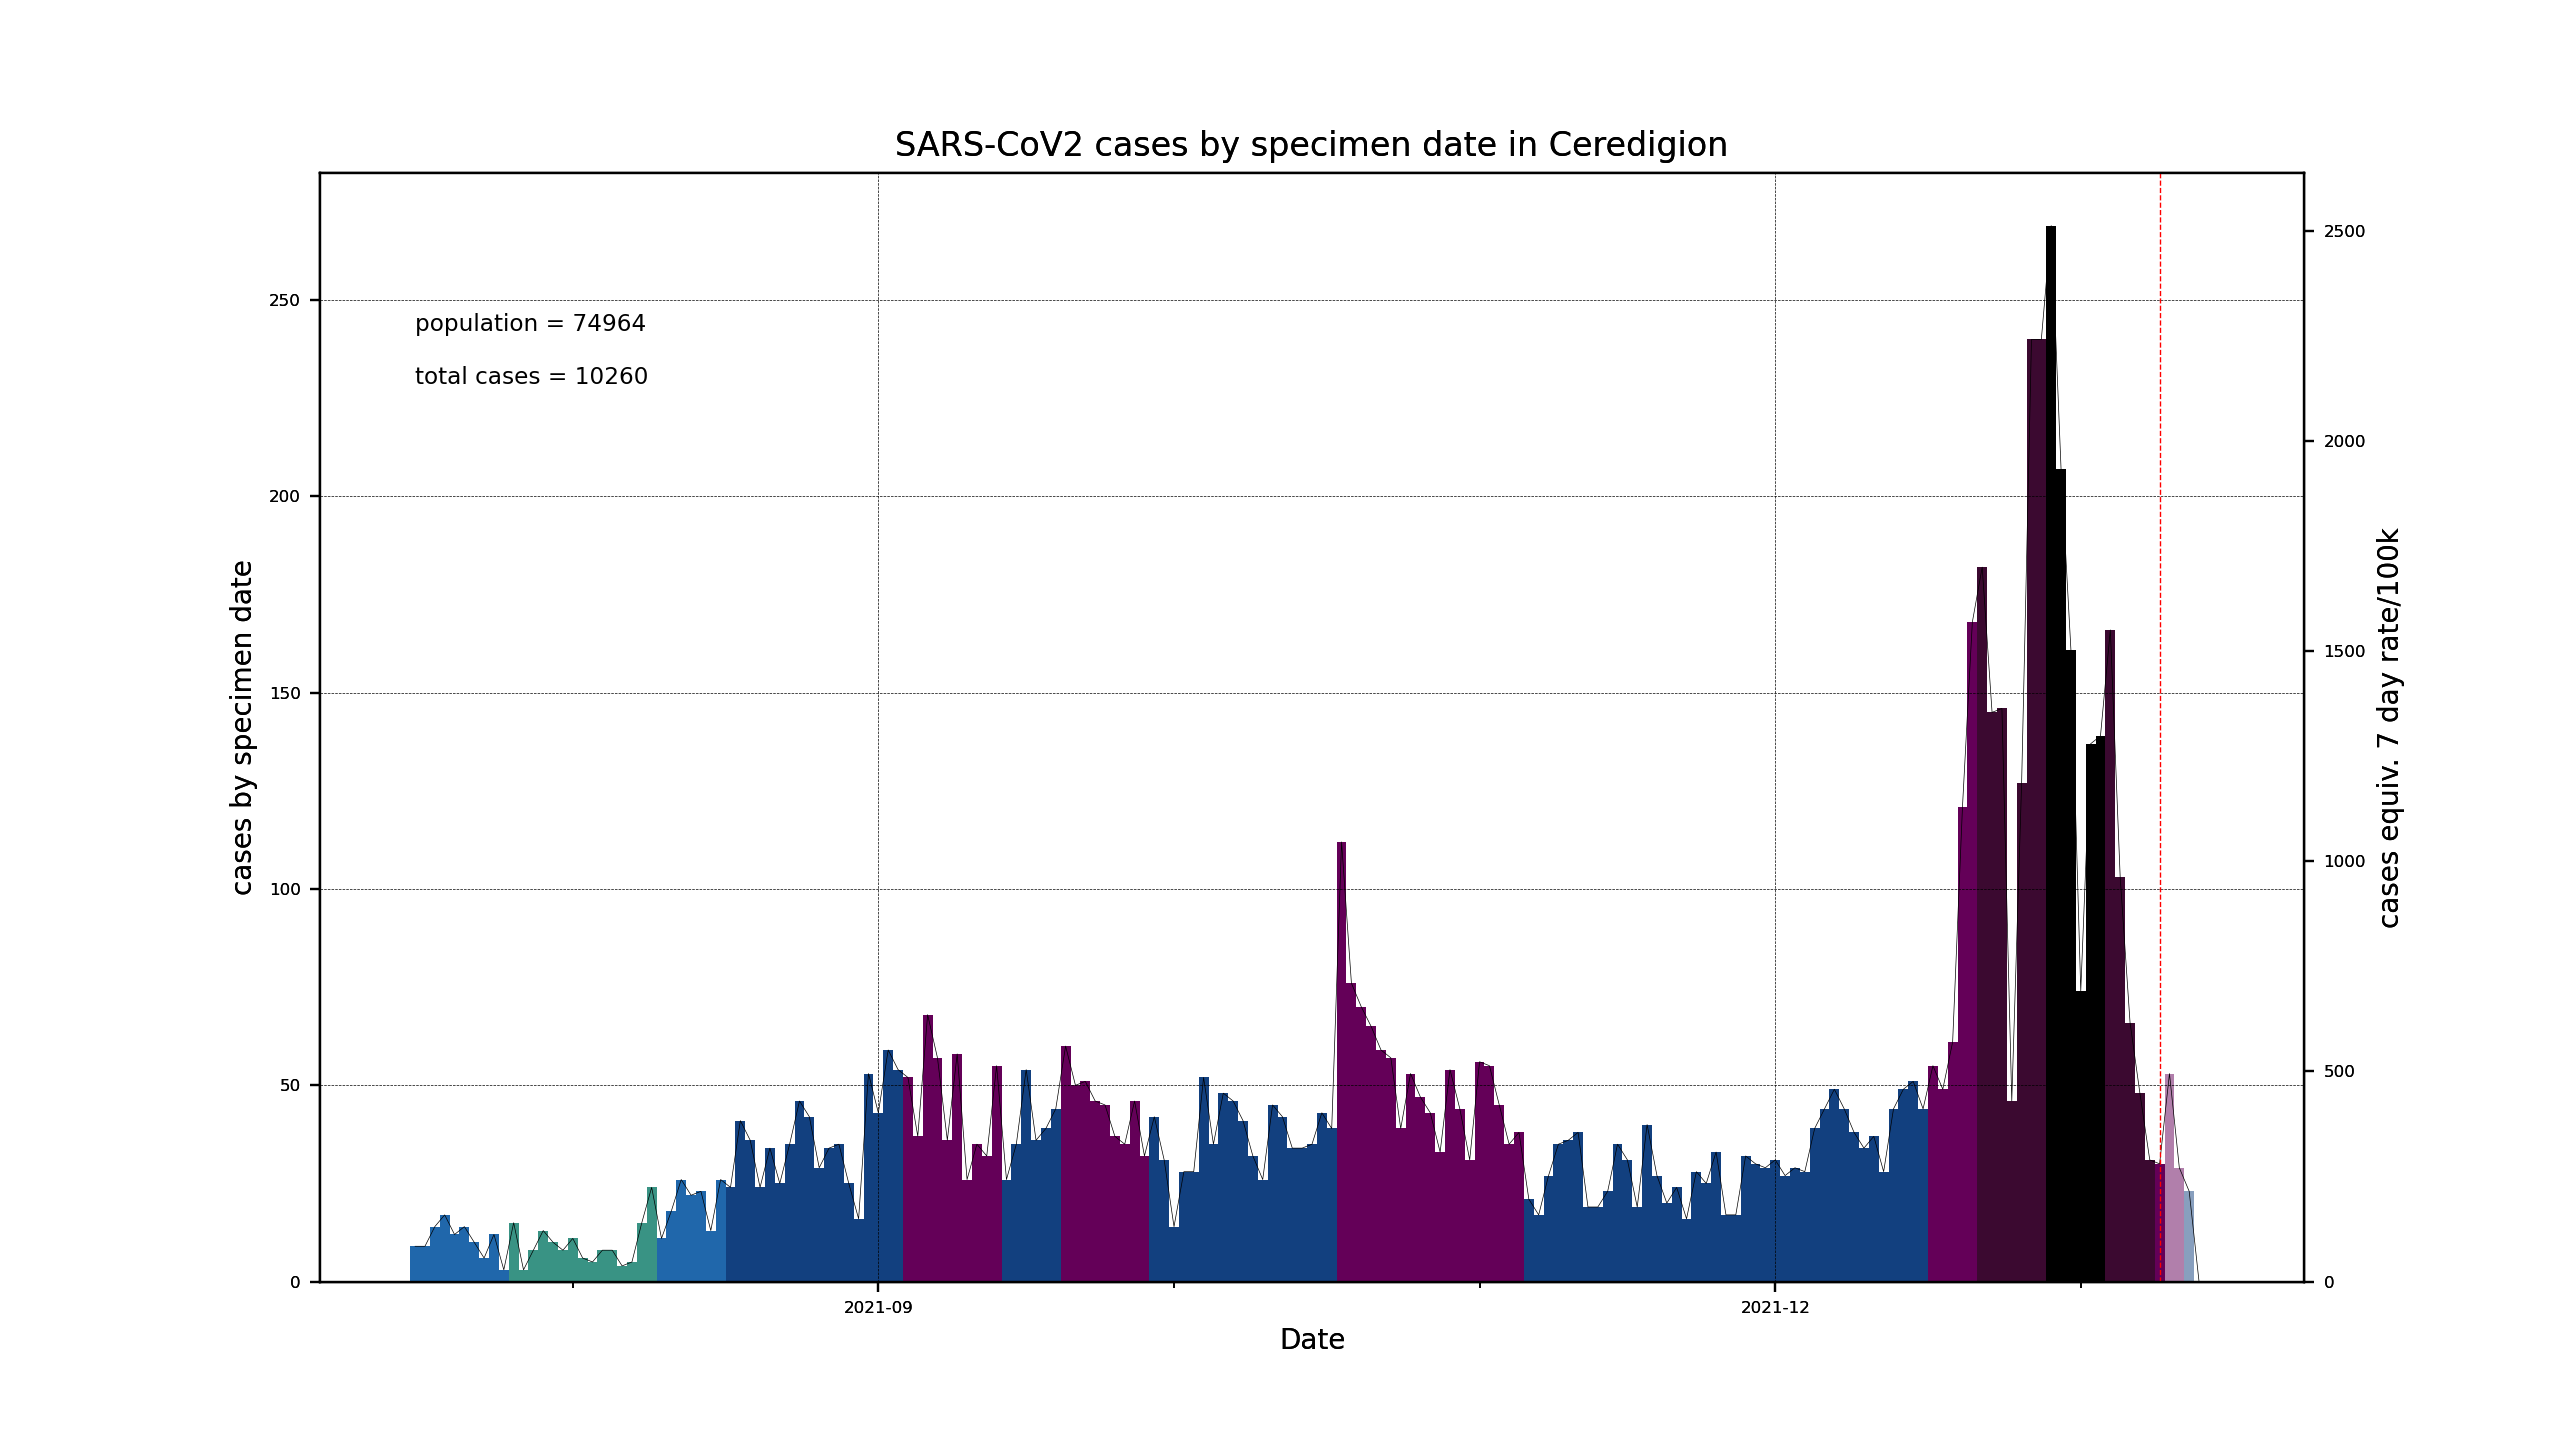 SARS-CoV2 cases by specimen date in Ceredigion
population = 74964
total cases = 10260
cases by specimen date
250
200
150
100
50
0
2500
2000
1500
1000
500
0
cases equiv. 7 day rate/100k
2021-09
2021-12
Date